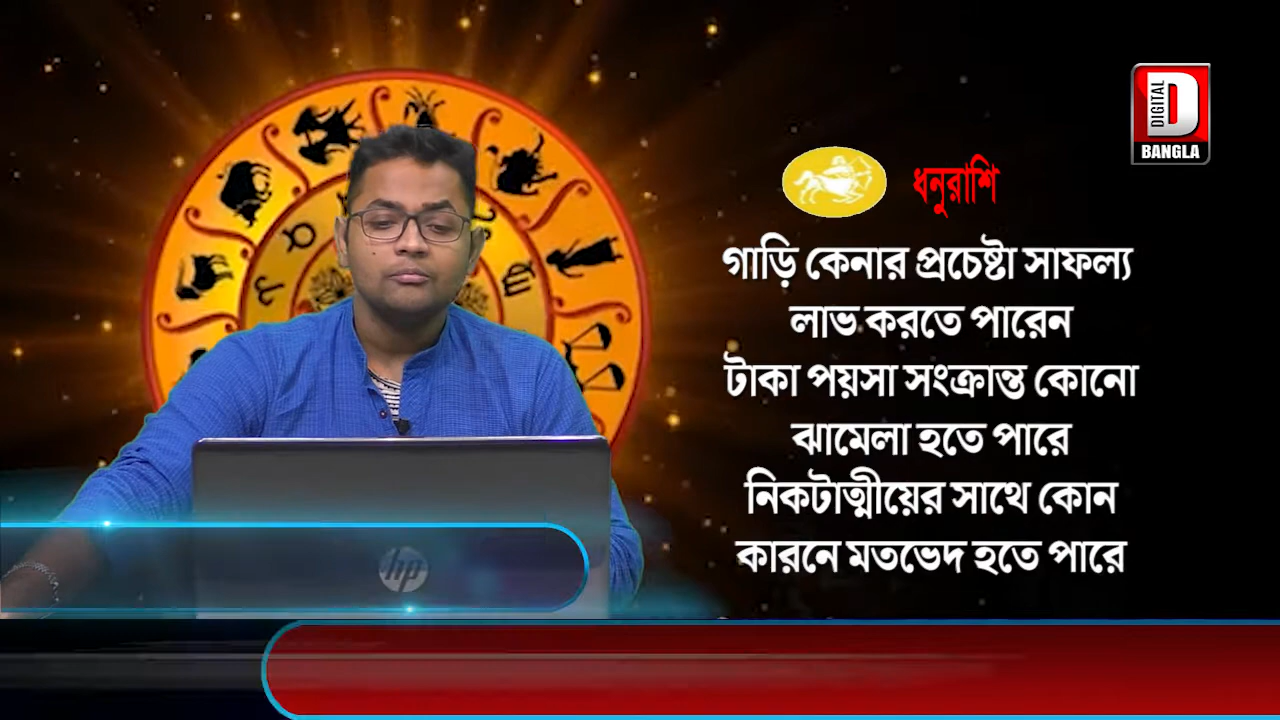 DIGITAL
D
BANGLA
ধনুরাশি
গাড়ি কেনার প্রচেষ্টা সাফল্য
লাভ করতে পারেন
টাকা পয়সা সংক্রান্ত কোনো
ঝামেলা হতে পারে
নিকটাত্মীয়ের সাথে কোন
কারনে মতভেদ হতে পারে
hp